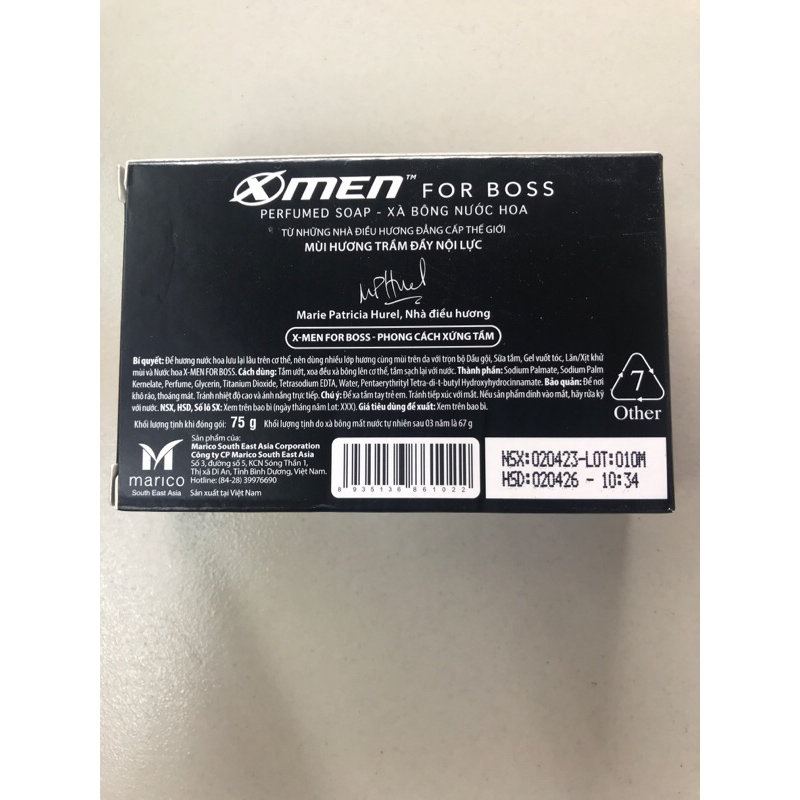 X-MEN™ FOR BOSS
PERFUMED SOAP - XÀ BÔNG NƯỚC HOA
TỪ NHỮNG NHÀ ĐIỀU HƯƠNG ĐẲNG CẤP THẾ GIỚI
MÙI HƯƠNG TRẦM ĐẦY NỘI LỰC
MPHurel
Marie Patricia Hurel, Nhà điều hương
X-MEN FOR BOSS - PHONG CÁCH XỨNG TẦM
Bí quyết: Để hương nước hoa lưu lại lâu trên cơ thể, nên dùng nhiều lớp hương cùng mùi trên da với trọn bộ Dầu gội, Sữa tắm, Gel vuốt tóc, Lăn/Xịt khử
mùi và Nước hoa X-MEN FOR BOSS. Cách dùng: Tắm ướt, xoa đều xà bông lên cơ thể, tắm sạch lại với nước. Thành phần: Sodium Palmate, Sodium Palm
Kernelate, Perfume, Glycerin, Titanium Dioxide, Tetrasodium EDTA, Water, Pentaerythrityl Tetra-di-t-butyl Hydroxyhydrocinnamate. Bảo quản: Để nơi
khô ráo, thoáng mát. Tránh nhiệt độ cao và ánh nắng trực tiếp. Chú ý: Để xa tầm tay trẻ em. Tránh tiếp xúc với mắt. Nếu sản phẩm dính vào mắt, hãy rửa kỹ
với nước. NSX, HSD, Số lô SX: Xem trên bao bì (ngày tháng năm Lot: XXX). Giá tiêu dùng đề xuất: Xem trên bao bì.
7
Other
Khối lượng tịnh khi đóng gói: 75 g Khối lượng tịnh do xà bông mất nước tự nhiên sau 03 năm là 67 g
marico
South East Asia
Sản phẩm của:
Marico South East Asia Corporation
Công ty CP Marico South East Asia
Số 3, đường số 5, KCN Sóng Thần 1,
Thị xã Dĩ An, Tỉnh Bình Dương, Việt Nam.
Hotline: (84-28) 39976690
Sản xuất tại Việt Nam
8 935136 861022
NSX:020423-LOT:010M
HSD:020426 - 10:34